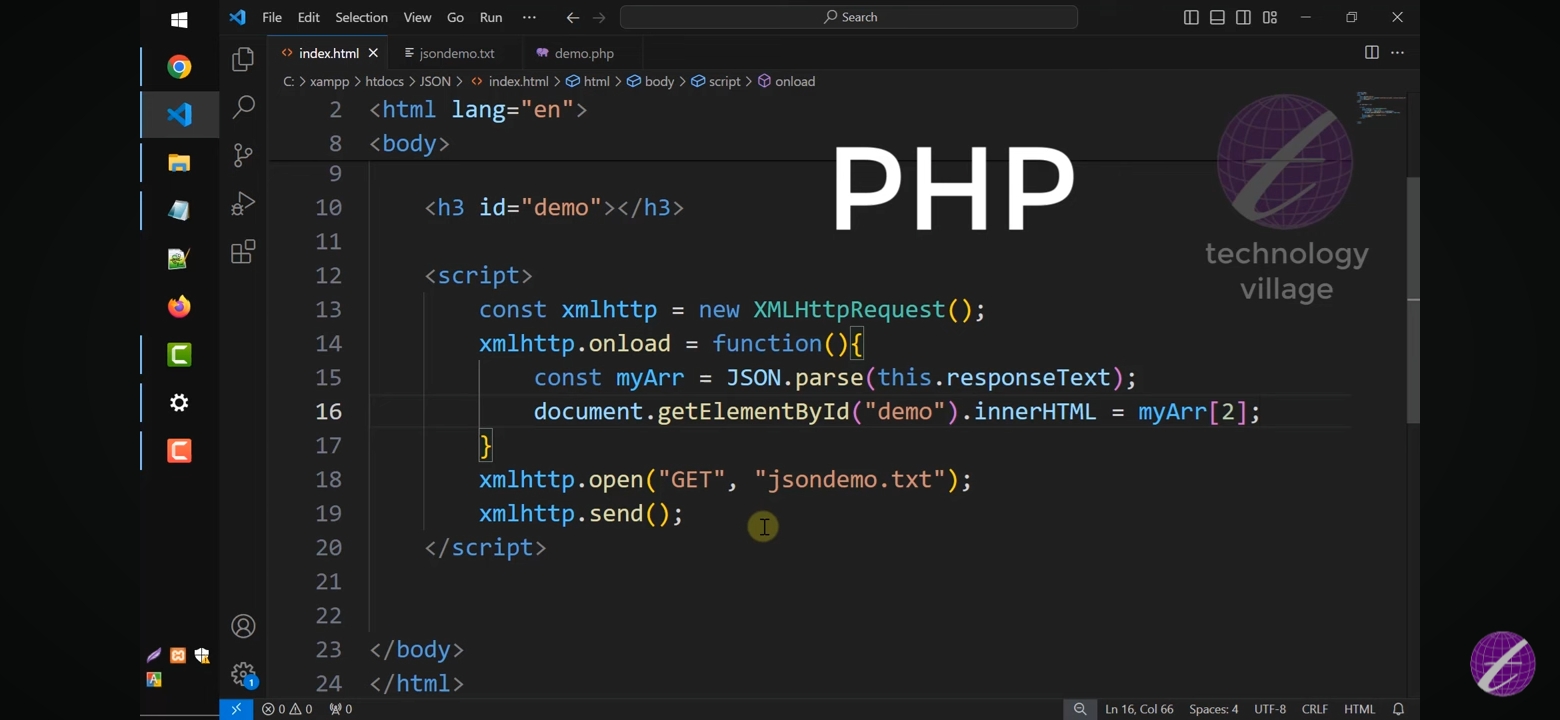 File Edit Selection View Go Run ··· Search
index.html jsondemo.txt demo.php
C: > xampp > htdocs > JSON > index.html > html > body > script > onload
2 <html lang="en">
8 <body>
9
10 <h3 id="demo"></h3>
11
12 <script>
13 const xmlhttp = new XMLHttpRequest();
14 xmlhttp.onload = function(){
15 const myArr = JSON.parse(this.responseText);
16 document.getElementById("demo").innerHTML = myArr[2];
17 }
18 xmlhttp.open("GET", "jsondemo.txt");
19 xmlhttp.send();
20 </script>
21
22
23 </body>
24 </html>
PHP
technology
village
1
0 0 0 Ln 16, Col 66 Spaces: 4 UTF-8 CRLF HTML